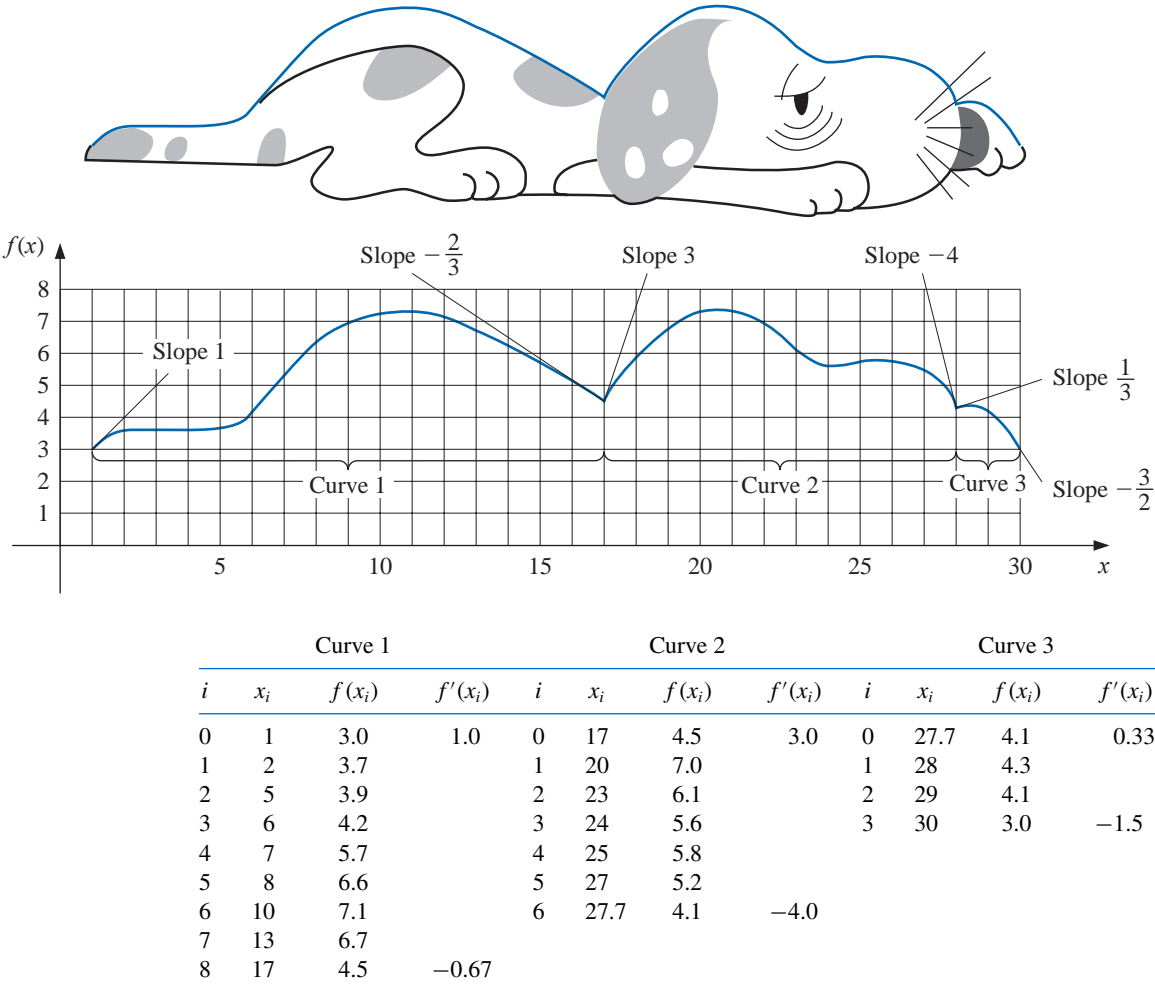 f(x)
Slope −2/3
Slope 3
Slope −4
8
7
6
5
4
3
2
1
Slope 1
Slope 1/3
Curve 1
Curve 2
Curve 3
Slope −3/2
5 10 15 20 25 30 x
Curve 1 Curve 2 Curve 3
i x_i f(x_i) f′(x_i) i x_i f(x_i) f′(x_i) i x_i f(x_i) f′(x_i)
0 1 3.0 1.0 0 17 4.5 3.0 0 27.7 4.1 0.33
1 2 3.7 1 20 7.0 1 28 4.3
2 5 3.9 2 23 6.1 2 29 4.1
3 6 4.2 3 24 5.6 3 30 3.0 −1.5
4 7 5.7 4 25 5.8
5 8 6.6 5 27 5.2
6 10 7.1 6 27.7 4.1 −4.0
7 13 6.7
8 17 4.5 −0.67